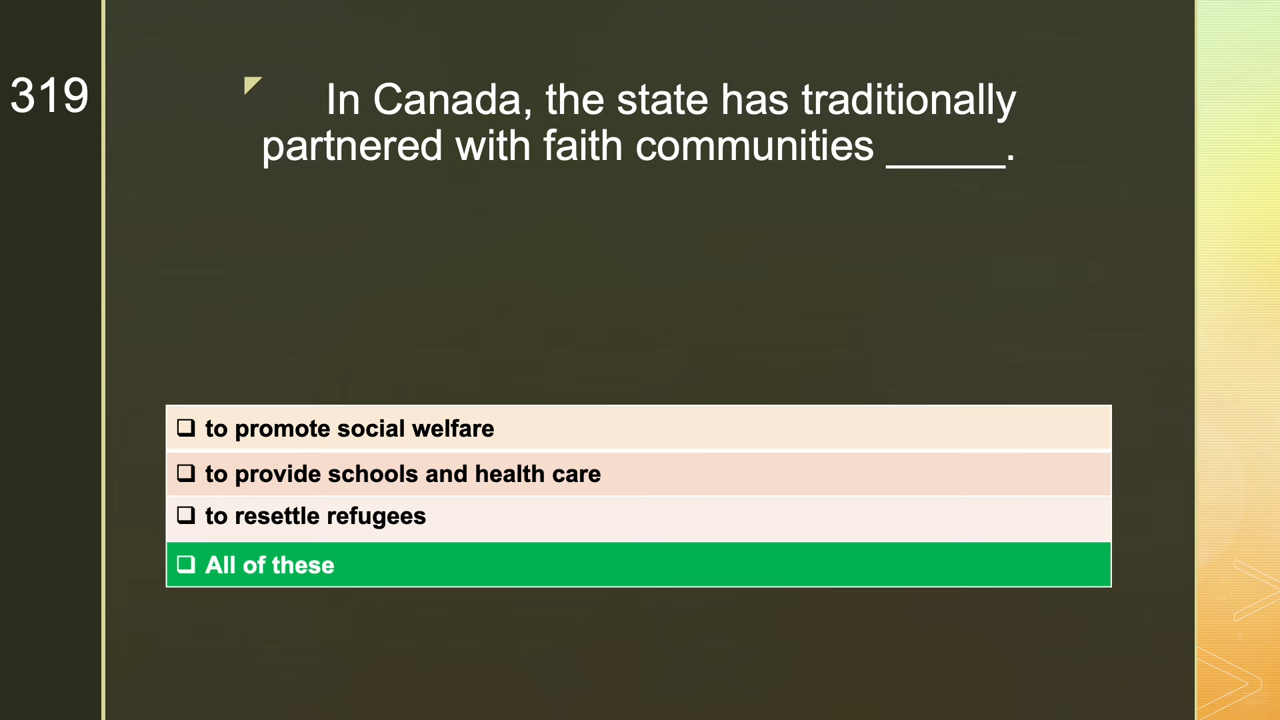 319
In Canada, the state has traditionally
partnered with faith communities _____.
❑ to promote social welfare
❑ to provide schools and health care
❑ to resettle refugees
❑ All of these